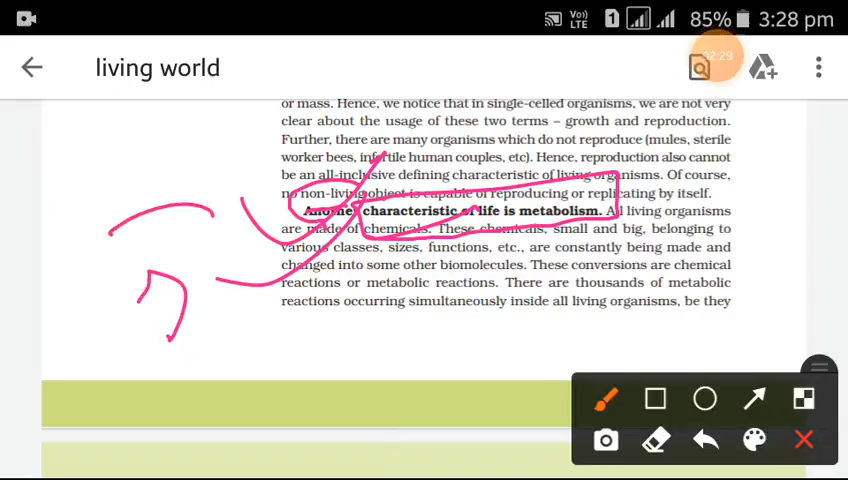 Vo))
LTE
1
85%
3:28 pm
living world
02:29
or mass. Hence, we notice that in single-celled organisms, we are not very
clear about the usage of these two terms – growth and reproduction.
Further, there are many organisms which do not reproduce (mules, sterile
worker bees, infertile human couples, etc). Hence, reproduction also cannot
be an all-inclusive defining characteristic of living organisms. Of course,
no non-living object is capable of reproducing or replicating by itself.
Another characteristic of life is metabolism. All living organisms
are made of chemicals. These chemicals, small and big, belonging to
various classes, sizes, functions, etc., are constantly being made and
changed into some other biomolecules. These conversions are chemical
reactions or metabolic reactions. There are thousands of metabolic
reactions occurring simultaneously inside all living organisms, be they